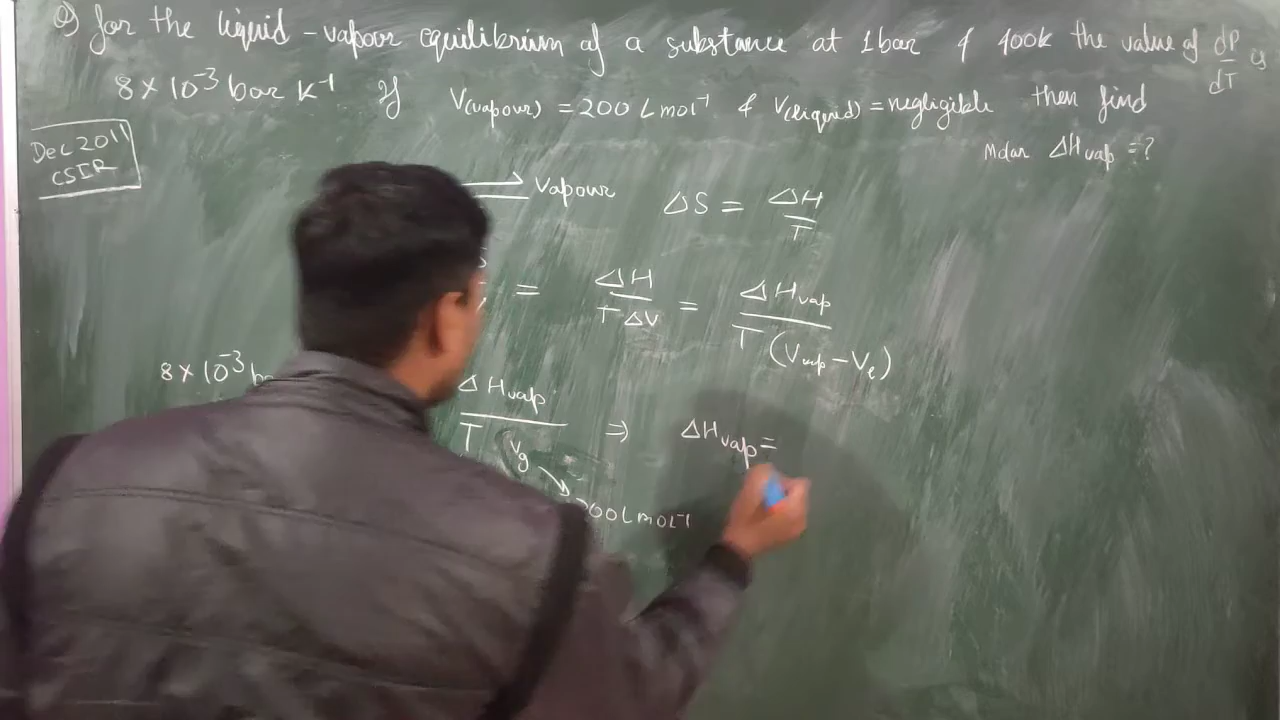 Q) for the liquid - vapour equilibrium of a substance at 1bar & 400k the value of dP/dT is
8 × 10⁻³ bar K⁻¹ If V(vapour) = 200 L mol⁻¹ & V(liquid) = negligible then find
Molar ΔHvap = ?
Dec 2011
CSIR
Vapour ΔS = ΔH/T
= ΔH/TΔV = ΔHvap/T(Vvap - Vl)
8 × 10⁻³ ΔHvap/T Vg ⇒ ΔHvap =
200 L mol⁻¹